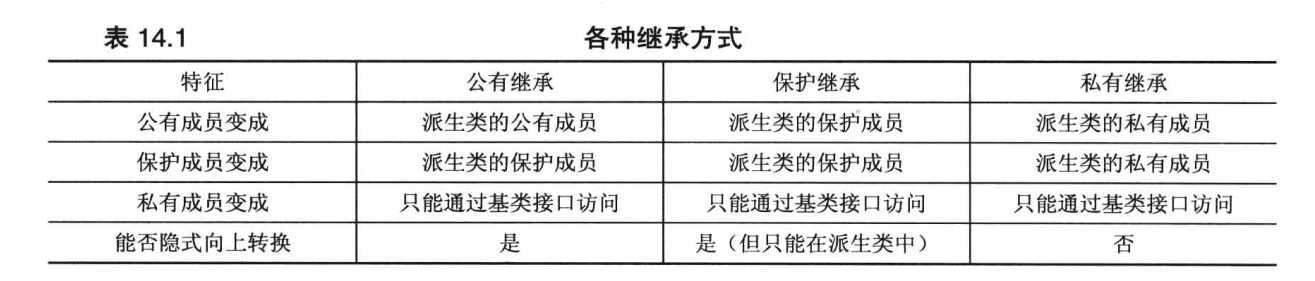 表 14.1 各种继承方式
特征 公有继承 保护继承 私有继承
公有成员变成 派生类的公有成员 派生类的保护成员 派生类的私有成员
保护成员变成 派生类的保护成员 派生类的保护成员 派生类的私有成员
私有成员变成 只能通过基类接口访问 只能通过基类接口访问 只能通过基类接口访问
能否隐式向上转换 是 是（但只能在派生类中） 否